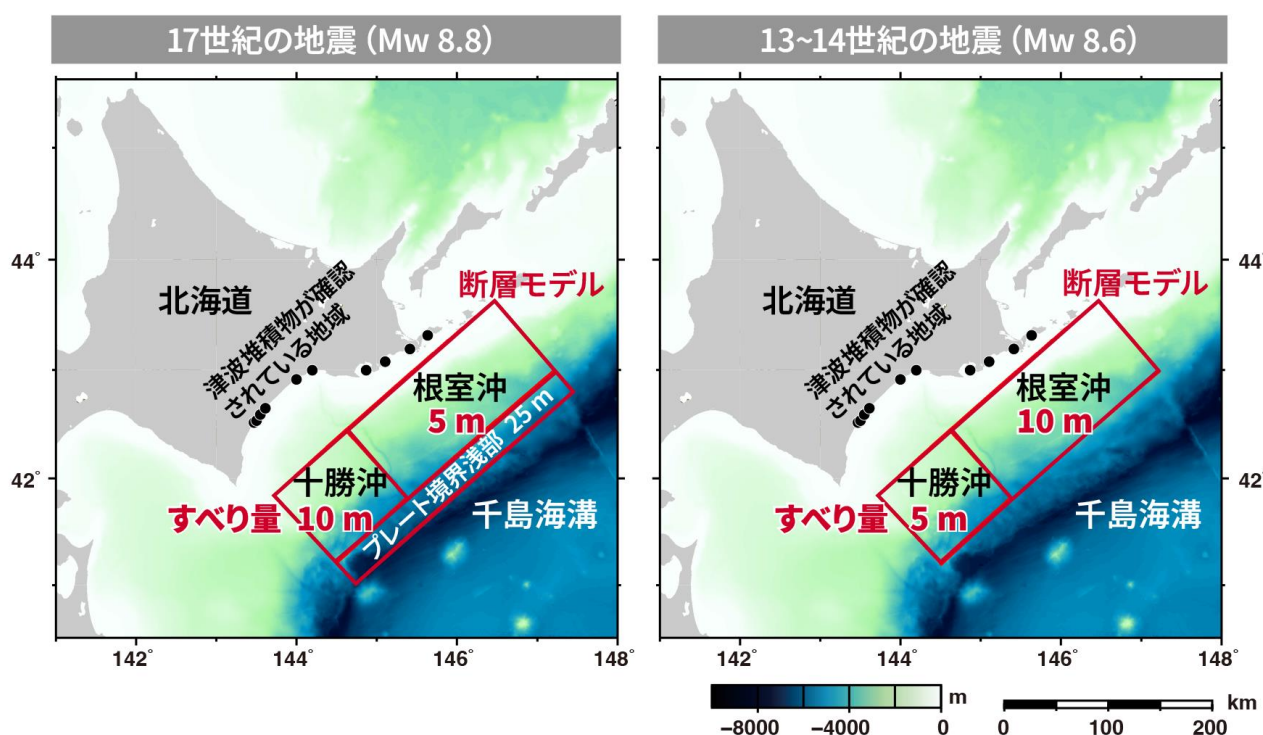 17世紀の地震（Mw 8.8）
44°
42°
142°
144°
146°
148°
北海道
津波堆積物が確認
されている地域
断層モデル
根室沖
5 m
プレート境界浅部 25 m
十勝沖
すべり量 10 m
千島海溝
13~14世紀の地震（Mw 8.6）
44°
42°
142°
144°
146°
148°
北海道
津波堆積物が確認
されている地域
断層モデル
根室沖
10 m
十勝沖
すべり量 5 m
千島海溝
m
−8000
−4000
0
km
0
100
200